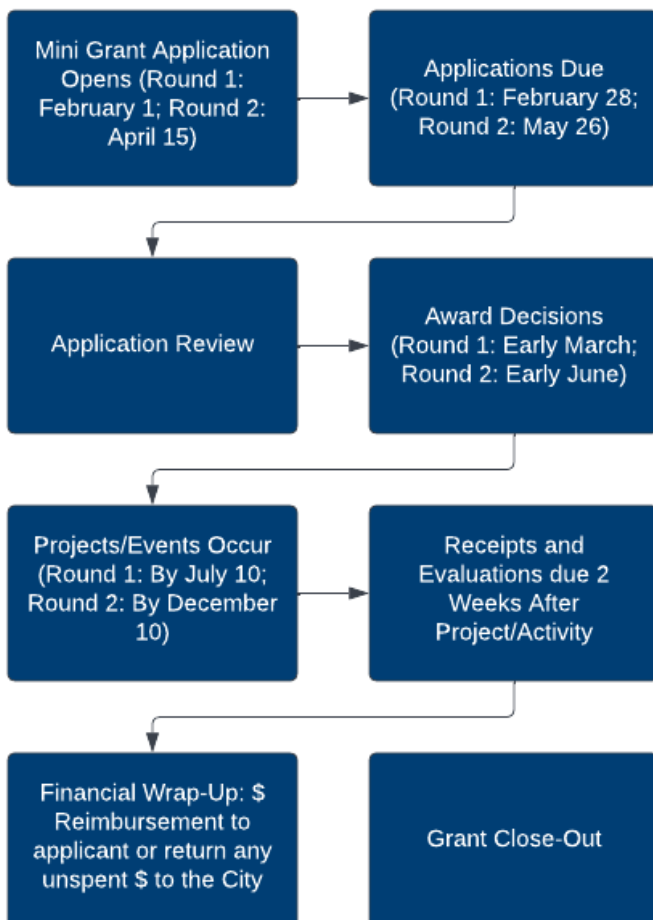 Mini Grant Application
Opens (Round 1:
February 1; Round 2:
April 15)
Applications Due
(Round 1: February 28;
Round 2: May 26)
Application Review
Award Decisions
(Round 1: Early March;
Round 2: Early June)
Projects/Events Occur
(Round 1: By July 10;
Round 2: By December
10)
Receipts and
Evaluations due 2
Weeks After
Project/Activity
Financial Wrap-Up: $
Reimbursement to
applicant or return any
unspent $ to the City
Grant Close-Out